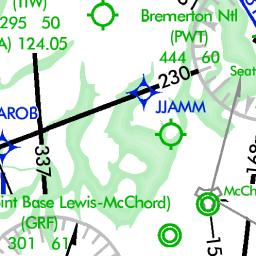 (TIW)
295 50
A) 124.05
Bremerton Ntl
(PWT)
444 60
230
Seat
JJAMM
AROB
337
168
McCh
int Base Lewis-McChord)
(GRF)
301 61
15